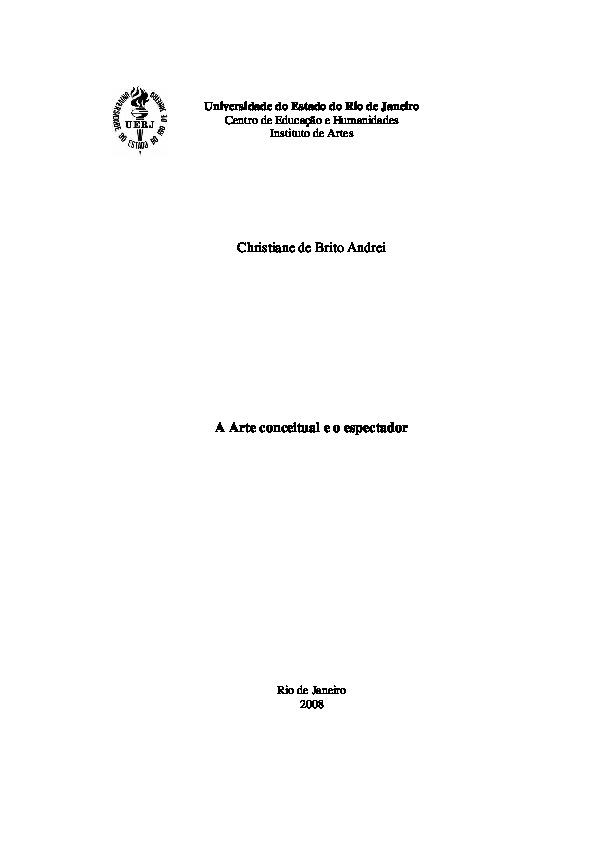 UNIVERSIDADE DO ESTADO DO RIO DE JANEIRO
UERJ
Universidade do Estado do Rio de Janeiro
Centro de Educação e Humanidades
Instituto de Artes
Christiane de Brito Andrei
A Arte conceitual e o espectador
Rio de Janeiro
2008